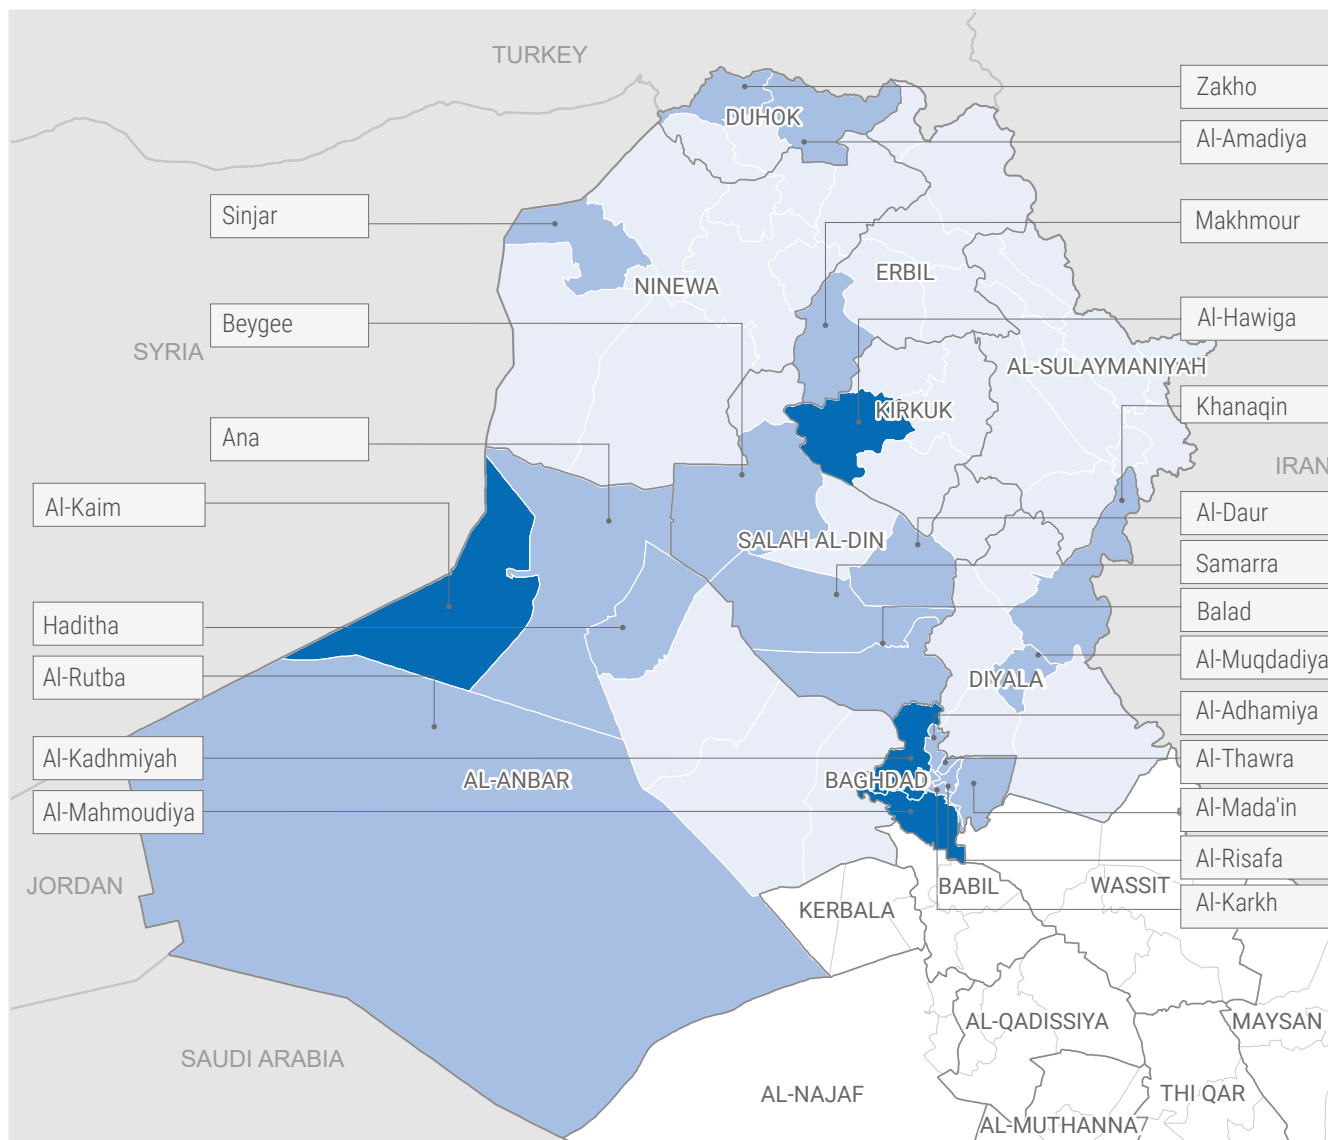 TURKEY
Zakho
DUHOK
Al-Amadiya
Sinjar
Makhmour
ERBIL
NINEWA
Beygee
Al-Hawiga
SYRIA
AL-SULAYMANIYAH
Khanaqin
KIRKUK
Ana
IRAN
Al-Kaim
Al-Daur
SALAH AL-DIN
Samarra
Haditha
Balad
Al-Muqdadiya
Al-Rutba
DIYALA
Al-Adhamiya
Al-Kadhmiyah
Al-Thawra
AL-ANBAR
BAGHDAD
Al-Mahmoudiya
Al-Mada'in
Al-Risafa
JORDAN
BABIL
WASSIT
Al-Karkh
KERBALA
AL-QADISSIYA
MAYSAN
SAUDI ARABIA
AL-NAJAF
THI QAR
AL-MUTHANNA7